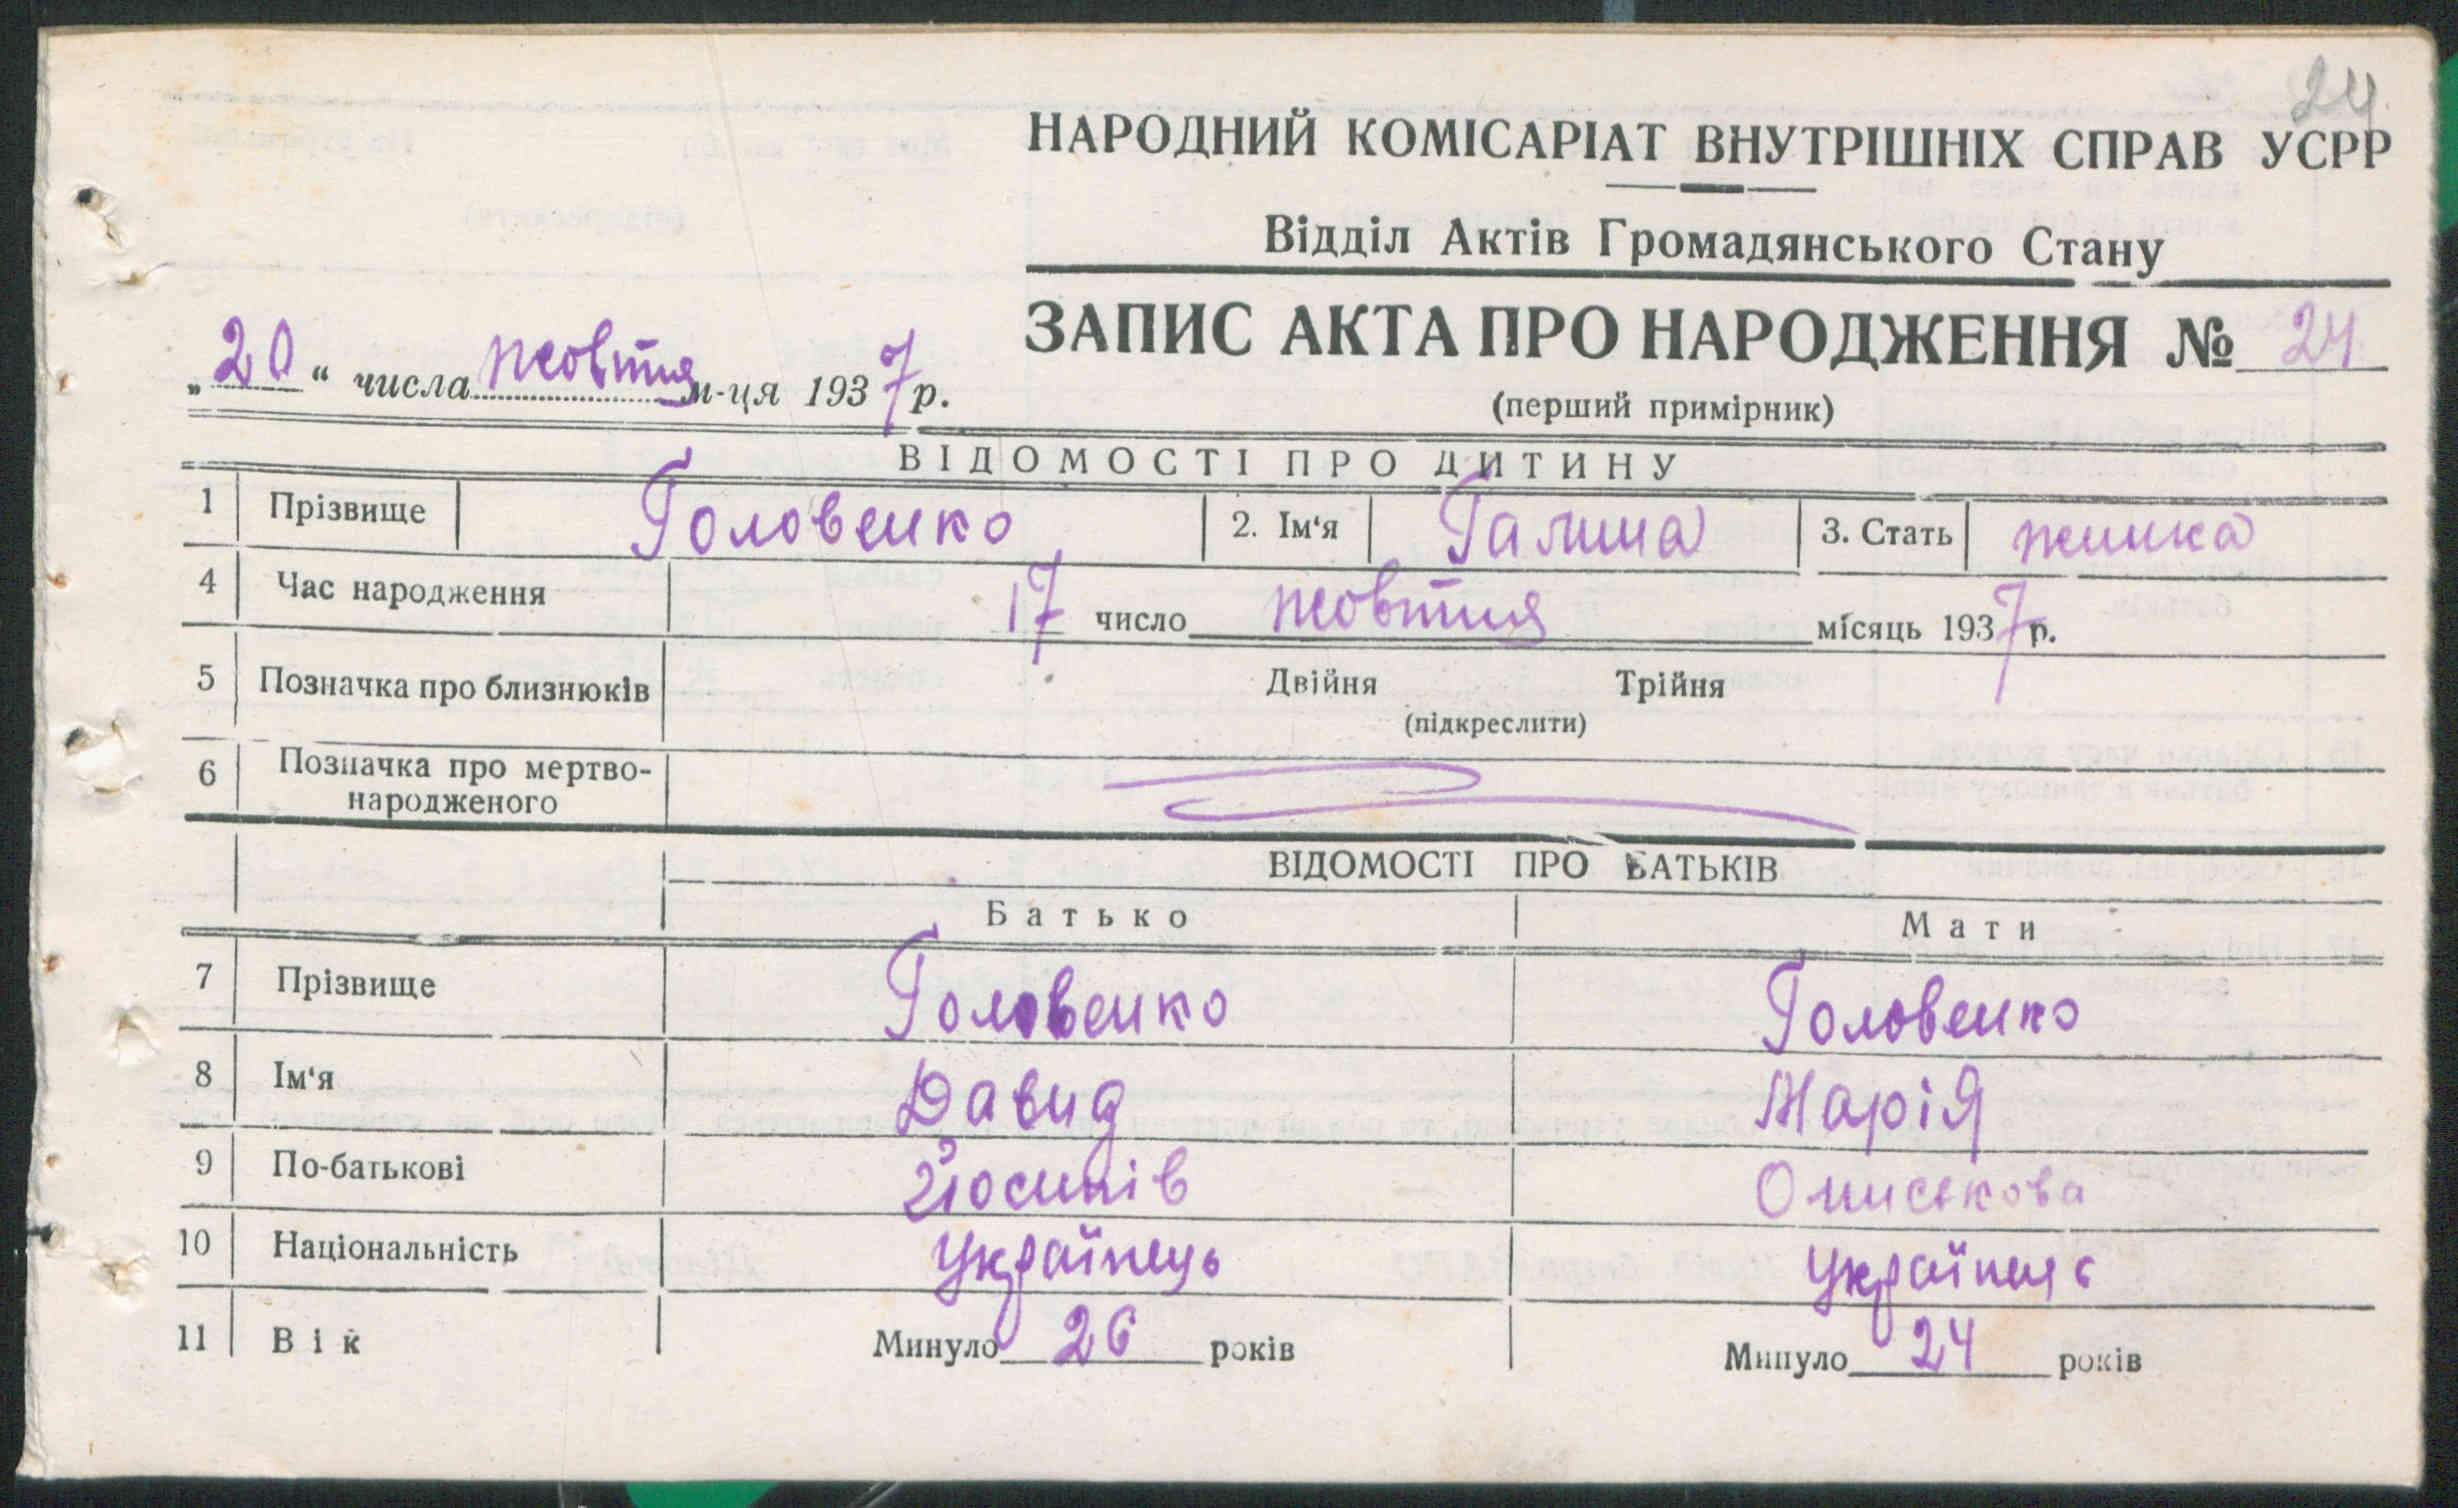 24
НАРОДНИЙ КОМІСАРІАТ ВНУТРІШНІХ СПРАВ УСРР
Відділ Актів Громадянського Стану
ЗАПИС АКТА ПРО НАРОДЖЕННЯ № 24
„20“ числа жовтня м-ця 1937 р.
(перший примірник)
ВІДОМОСТІ ПРО ДИТИНУ
1 Прізвище Головенко 2. Ім‘я Галина 3. Стать жинка
4 Час народження 17 число жовтня місяць 1937 р.
5 Позначка про близнюків Двійня Трійня
(підкреслити)
6 Позначка про мертво-
народженого
ВІДОМОСТІ ПРО БАТЬКІВ
Батько Мати
7 Прізвище Головенко Головенко
8 Ім‘я Давид Марія
9 По-батькові Йосипів Ониськова
10 Національність Українець Українець
11 Вік Минуло 26 років Минуло 24 років